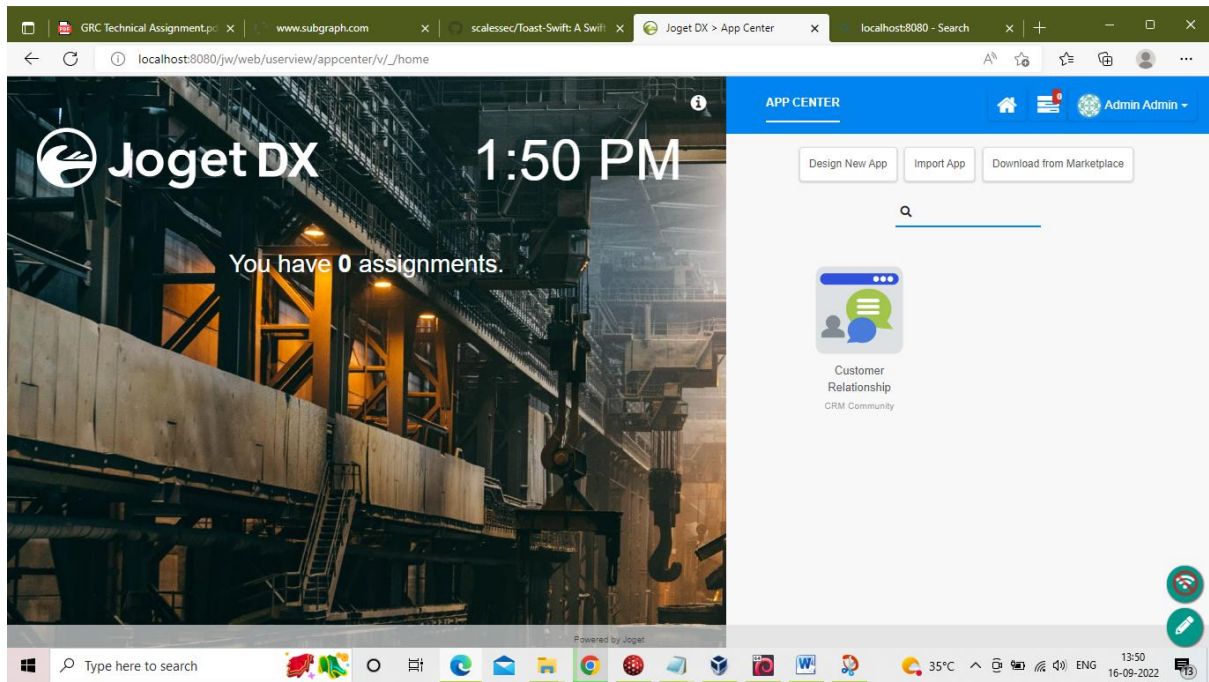 GRC Technical Assignment.pd
www.subgraph.com
scalessec/Toast-Swift: A Swift
Joget DX > App Center
localhost:8080 - Search
localhost:8080/jw/web/userview/appcenter/v/_/home
Joget DX
1:50 PM
You have 0 assignments.
Powered by Joget
APP CENTER
0
Admin Admin
Design New App
Import App
Download from Marketplace
Customer
Relationship
CRM Community
Type here to search
35°C
ENG
13:50
16-09-2022
13